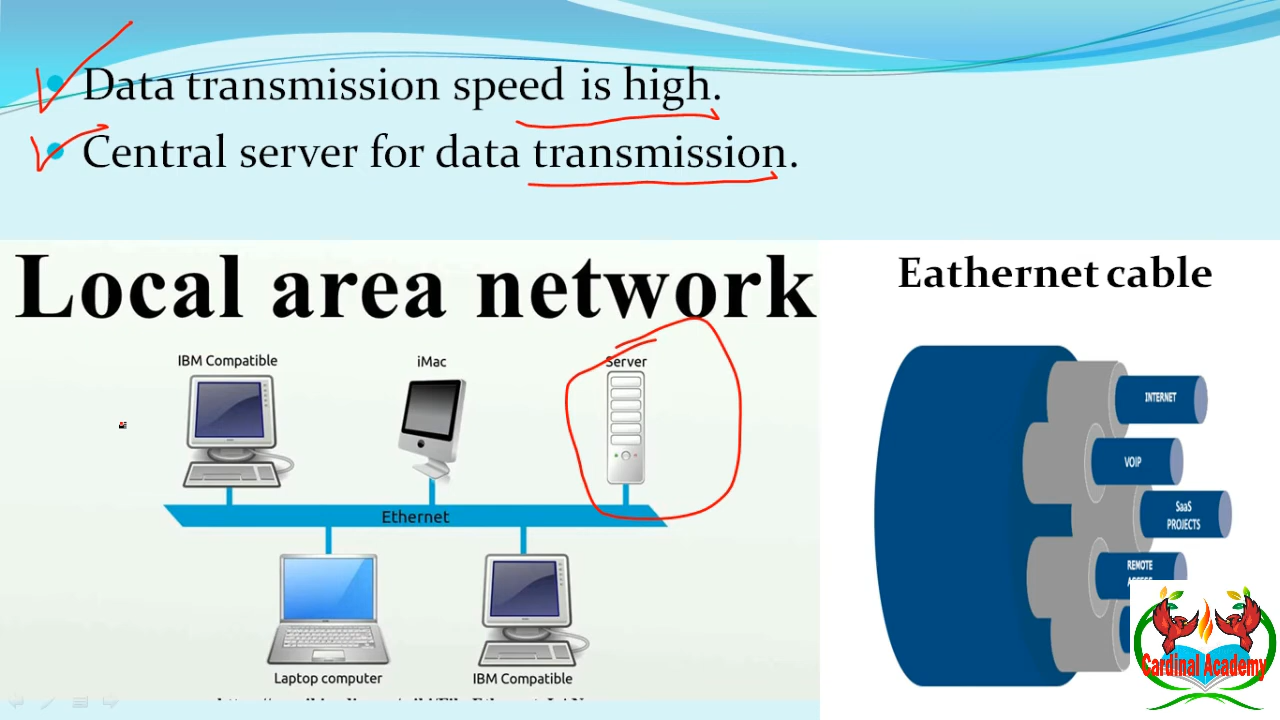 Data transmission speed is high.
Central server for data transmission.
Local area network
Eathernet cable
IBM Compatible
iMac
Server
Ethernet
Laptop computer
IBM Compatible
INTERNET
VOIP
SaaS
PROJECTS
REMOTE
Cardinal Academy